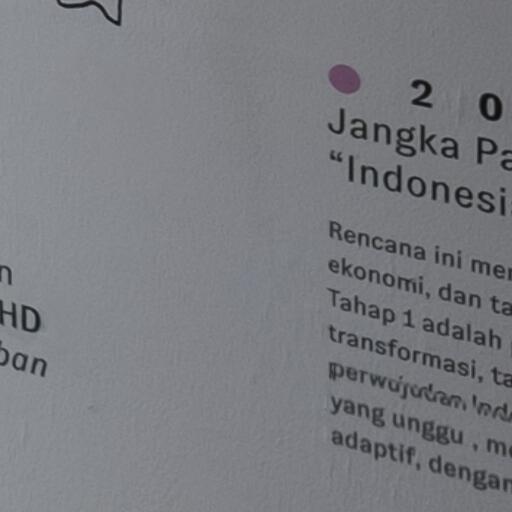 n
HD
ban
2 0
Jangka Pa
“Indonesi
Rencana ini mer
ekonomi, dan ta
Tahap 1 adalah
transformasi, ta
perwujudan Ind
yang unggu , me
adaptif, dengan